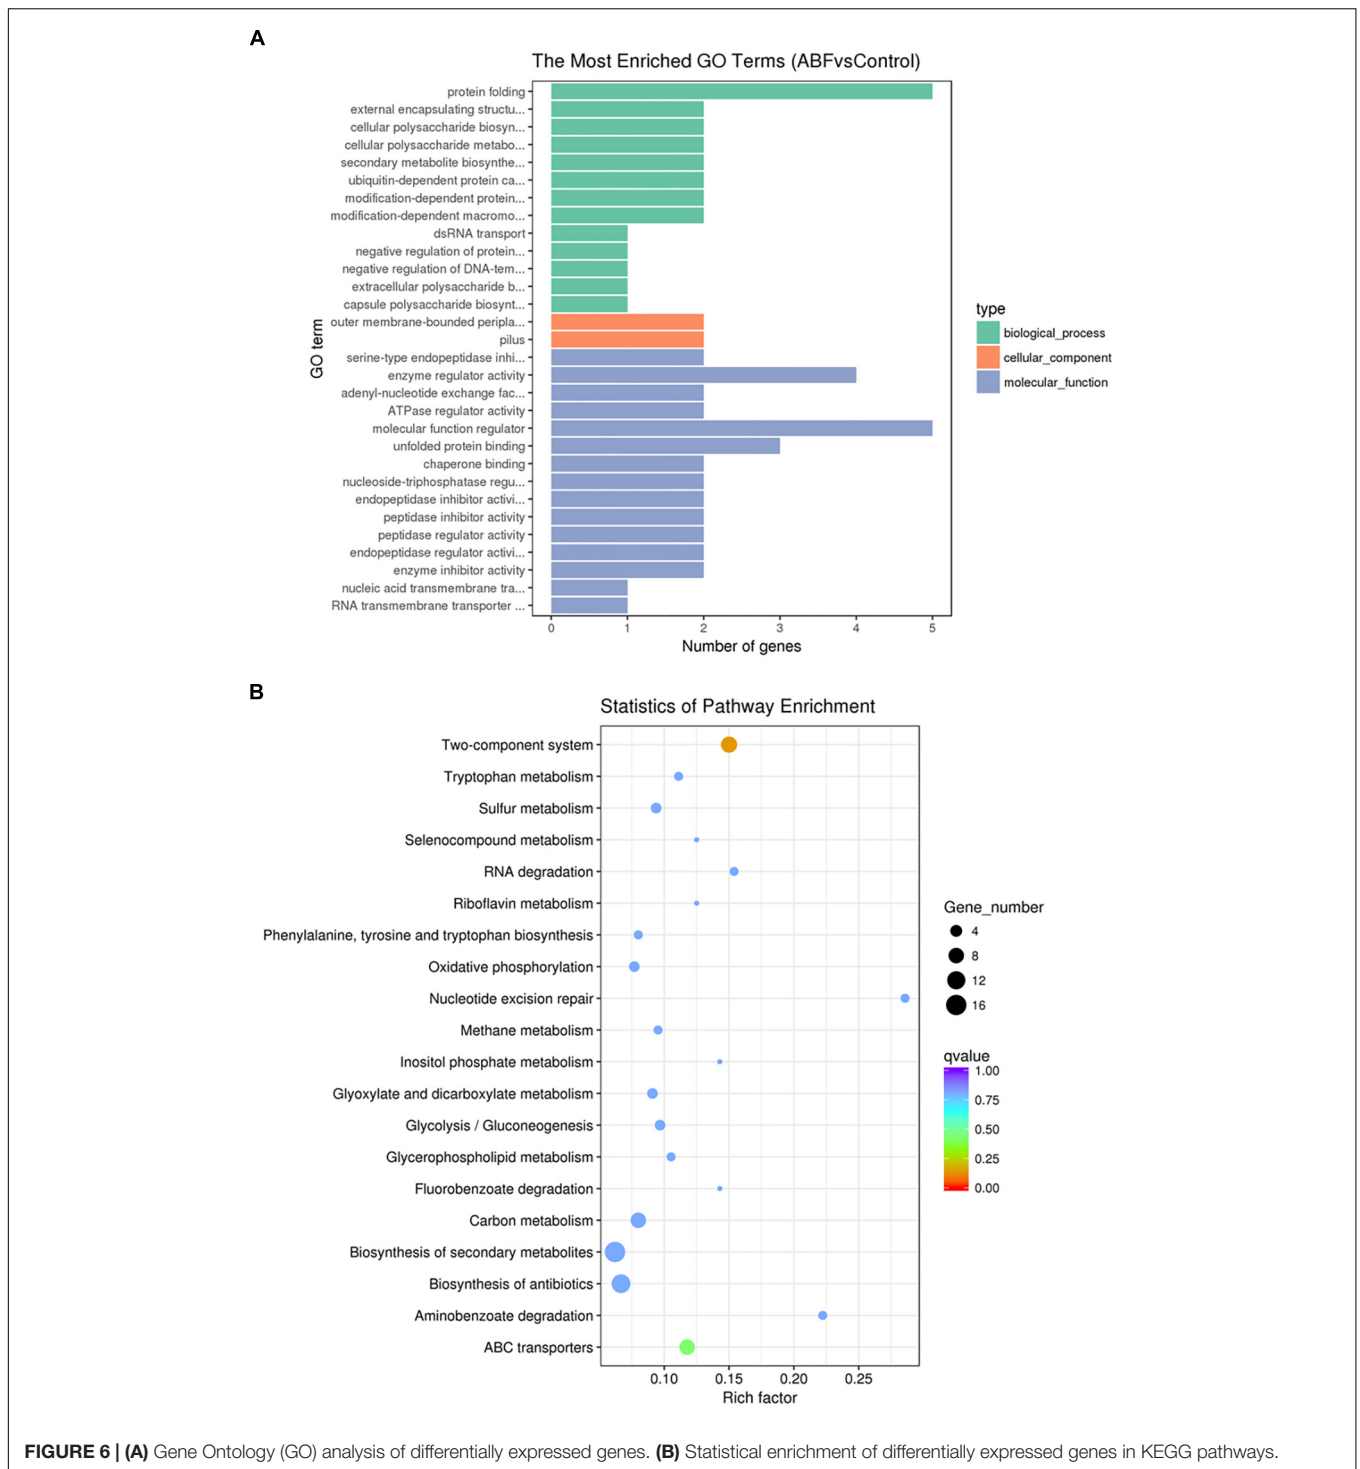 A
The Most Enriched GO Terms (ABFvsControl)
protein folding
external encapsulating structu...
cellular polysaccharide biosyn...
cellular polysaccharide metabo...
secondary metabolite biosynthe...
ubiquitin-dependent protein ca...
modification-dependent protein...
modification-dependent macromo...
dsRNA transport
negative regulation of protein...
negative regulation of DNA-tem...
extracellular polysaccharide b...
capsule polysaccharide biosynt...
outer membrane-bounded peripla...
pilus
serine-type endopeptidase inhi...
enzyme regulator activity
adenyl-nucleotide exchange fac...
ATPase regulator activity
molecular function regulator
unfolded protein binding
chaperone binding
nucleoside-triphosphatase regu...
endopeptidase inhibitor activi...
peptidase inhibitor activity
peptidase regulator activity
endopeptidase regulator activi...
enzyme inhibitor activity
nucleic acid transmembrane tra...
RNA transmembrane transporter ...
GO term
0 1 2 3 4 5
Number of genes
type
biological_process
cellular_component
molecular_function
B
Statistics of Pathway Enrichment
Two-component system
Tryptophan metabolism
Sulfur metabolism
Selenocompound metabolism
RNA degradation
Riboflavin metabolism
Phenylalanine, tyrosine and tryptophan biosynthesis
Oxidative phosphorylation
Nucleotide excision repair
Methane metabolism
Inositol phosphate metabolism
Glyoxylate and dicarboxylate metabolism
Glycolysis / Gluconeogenesis
Glycerophospholipid metabolism
Fluorobenzoate degradation
Carbon metabolism
Biosynthesis of secondary metabolites
Biosynthesis of antibiotics
Aminobenzoate degradation
ABC transporters
0.10 0.15 0.20 0.25
Rich factor
Gene_number
4
8
12
16
qvalue
1.00
0.75
0.50
0.25
0.00
FIGURE 6 | (A) Gene Ontology (GO) analysis of differentially expressed genes. (B) Statistical enrichment of differentially expressed genes in KEGG pathways.